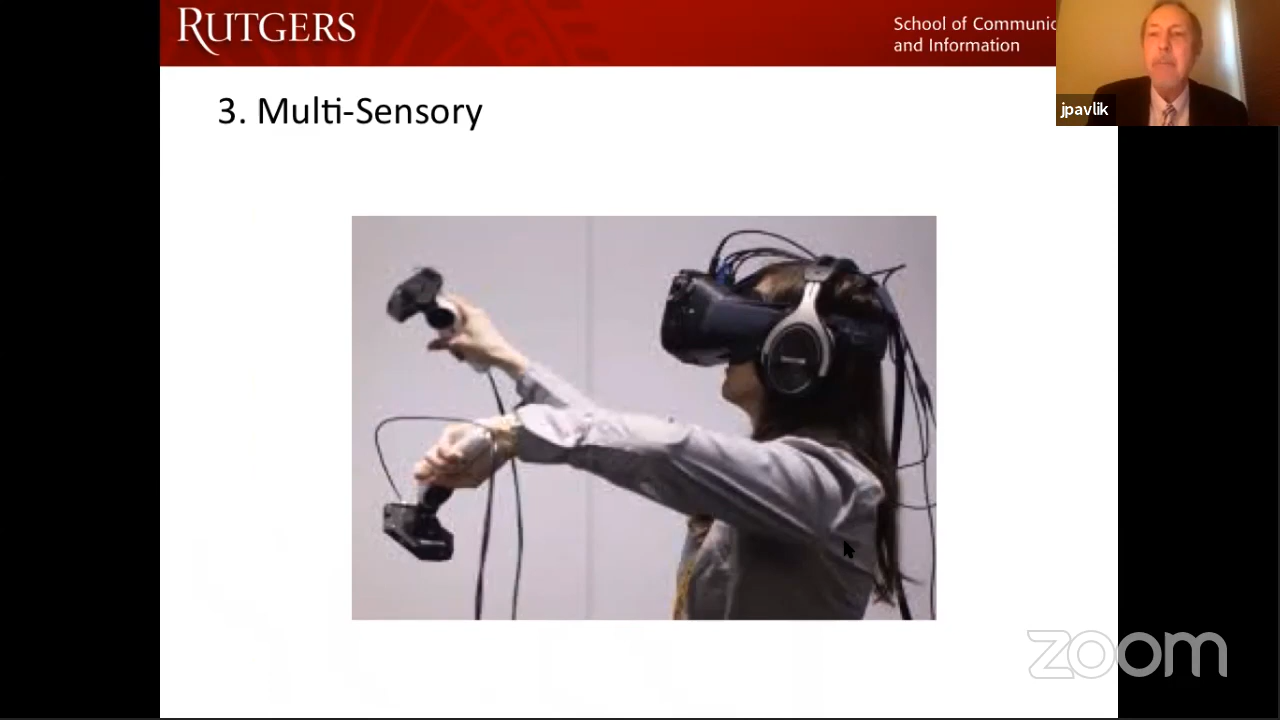 RUTGERS
School of Communic
and Information
jpavlik
3. Multi-Sensory
zoom